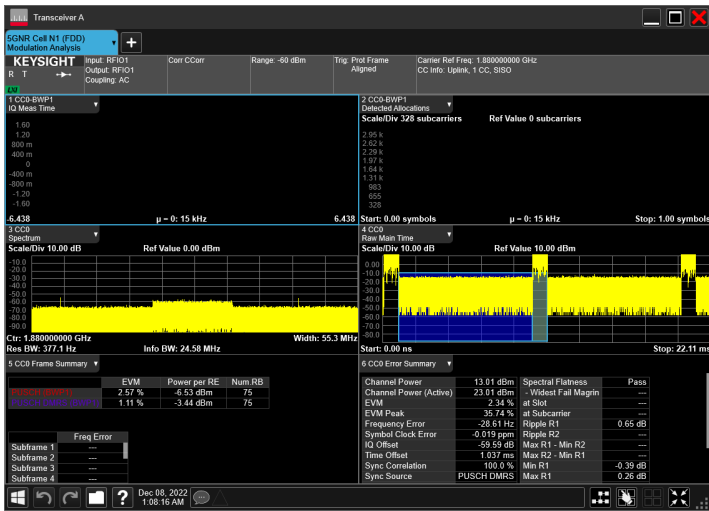 Transceiver A
5GNR Cell N1 (FDD)
Modulation Analysis
KEYSIGHT
R T
LXI
Input: RFIO1
Output: RFIO1
Coupling: AC
Corr CCorr
Range: -60 dBm
Trig: Prot Frame
Aligned
Carrier Ref Freq: 1.880000000 GHz
CC Info: Uplink, 1 CC, SISO
1 CC0-BWP1
IQ Meas Time
1.60
1.20
800 m
400 m
0
-400 m
-800 m
-1.20
-1.60
-6.438 μ = 0: 15 kHz 6.438
2 CC0-BWP1
Detected Allocations
Scale/Div 328 subcarriers Ref Value 0 subcarriers
2.95 k
2.62 k
2.29 k
1.97 k
1.64 k
1.31 k
983
655
328
Start: 0.00 symbols μ = 0: 15 kHz Stop: 1.00 symbols
3 CC0
Spectrum
Scale/Div 10.00 dB Ref Value 0.00 dBm
-10.0
-20.0
-30.0
-40.0
-50.0
-60.0
-70.0
-80.0
-90.0
Ctr: 1.88000000 GHz Width: 55.3 MHz
Res BW: 377.1 Hz Info BW: 24.58 MHz
4 CC0
Raw Main Time
Scale/Div 10.00 dB Ref Value 10.00 dBm
0.00
-10.0
-20.0
-30.0
-40.0
-50.0
-60.0
-70.0
-80.0
Start: 0.00 ns Stop: 22.11 ms
5 CC0 Frame Summary
EVM Power per RE Num.RB
PUSCH (BWP1) 2.57 % -6.53 dBm 75
1.11 % -3.44 dBm 75
Freq Error
Subframe 1 ---
Subframe 2 ---
Subframe 3 ---
Subframe 4 ---
6 CC0 Error Summary
Channel Power 13.01 dBm Spectral Flatness Pass
Channel Power (Active) 23.01 dBm - Widest Fail Magrin ---
EVM 2.34 % at Slot ---
EVM Peak 35.74 % at Subcarrier ---
Frequency Error -28.61 Hz Ripple R1 0.65 dB
Symbol Clock Error -0.019 ppm Ripple R2 ---
IQ Offset -59.59 dB Max R1 - Min R2 ---
Time Offset 1.037 ms Max R2 - Min R1 ---
Sync Correlation 100.0 % Min R1 -0.39 dB
Sync Source PUSCH DMRS Max R1 0.26 dB
Dec 08, 2022
1:08:16 AM